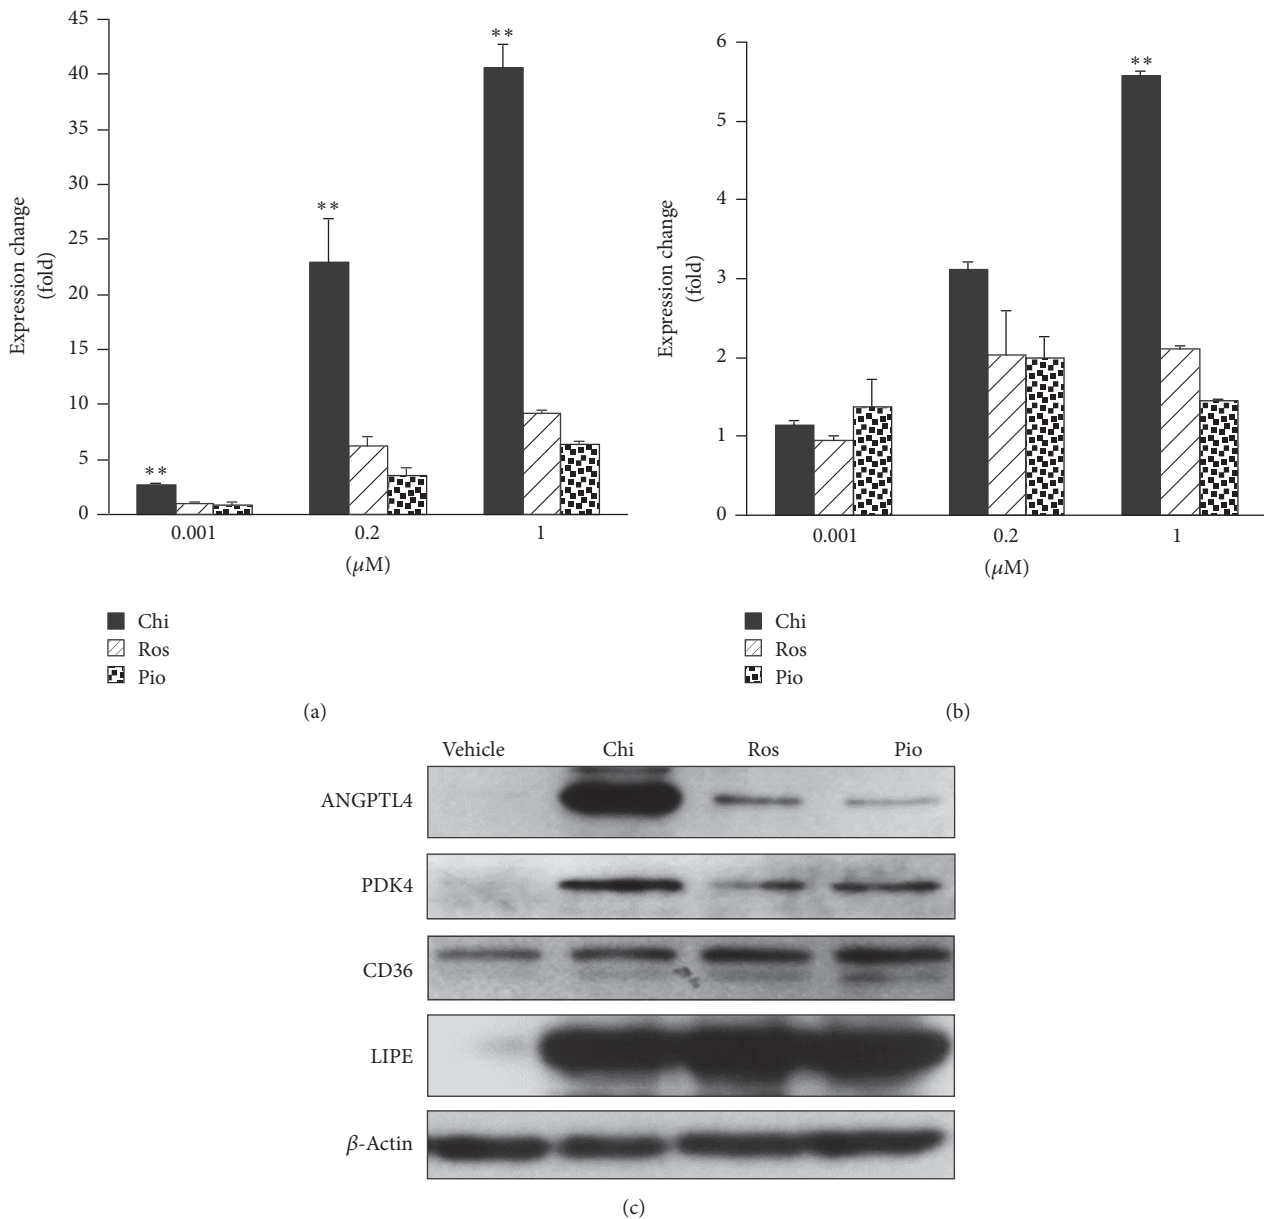 45
40
35
30
25
20
15
10
5
0
Expression change
(fold)
**
**
**
0.001
0.2
1
(μM)
Chi
Ros
Pio
(a)
6
5
4
3
2
1
0
Expression change
(fold)
**
0.001
0.2
1
(μM)
Chi
Ros
Pio
(b)
Vehicle Chi Ros Pio
ANGPTL4
PDK4
CD36
LIPE
β-Actin
(c)